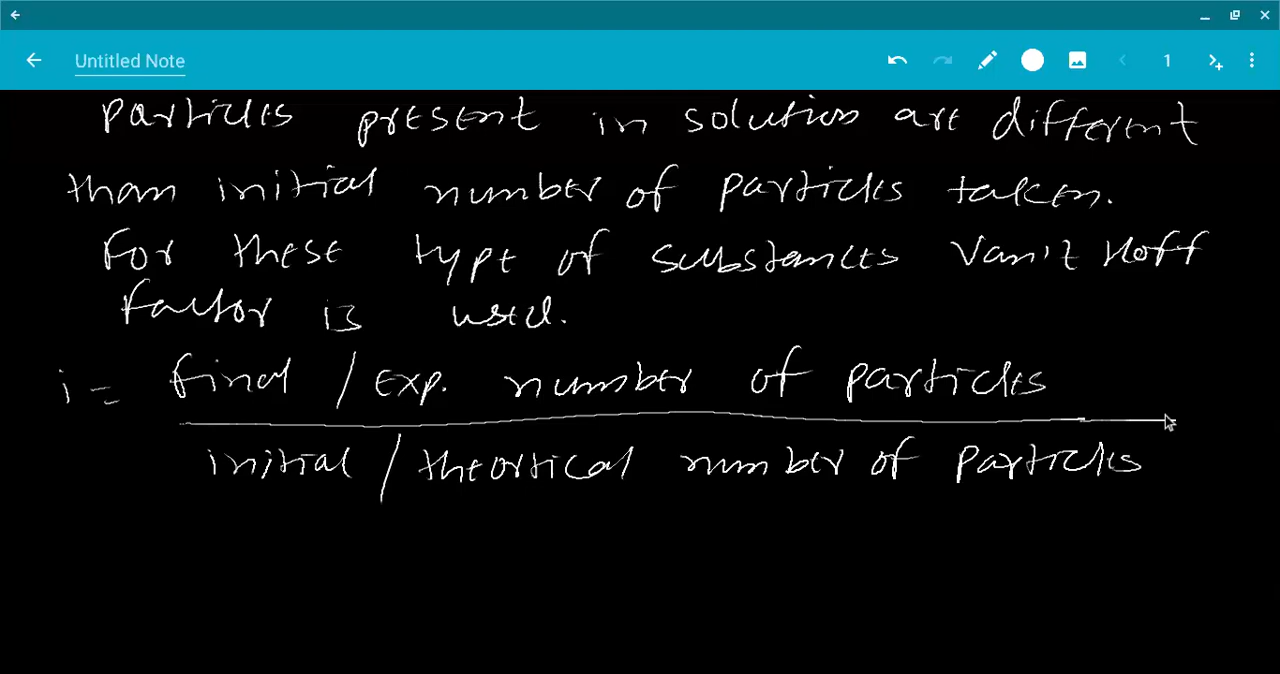 Untitled Note
1
particles present in solution are different
than initial number of particles taken.
For these type of substances Van't Hoff
factor is used.
i = final / Exp. number of particles
initial / theortical number of particles